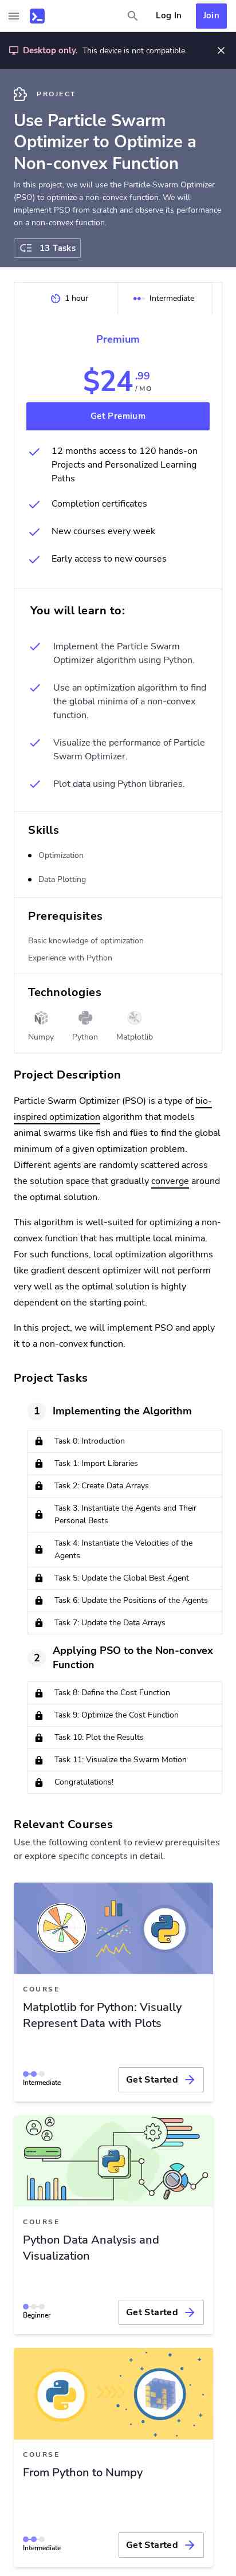 Log In
Join
Desktop only. This device is not compatible.
PROJECT
Use Particle Swarm
Optimizer to Optimize a
Non-convex Function
In this project, we will use the Particle Swarm Optimizer
(PSO) to optimize a non-convex function. We will
implement PSO from scratch and observe its performance
on a non-convex function.
13 Tasks
1 hour
Intermediate
Premium
$24.99
/ MO
Get Premium
12 months access to 120 hands-on
Projects and Personalized Learning
Paths
Completion certificates
New courses every week
Early access to new courses
You will learn to:
Implement the Particle Swarm
Optimizer algorithm using Python.
Use an optimization algorithm to find
the global minima of a non-convex
function.
Visualize the performance of Particle
Swarm Optimizer.
Plot data using Python libraries.
Skills
Optimization
Data Plotting
Prerequisites
Basic knowledge of optimization
Experience with Python
Technologies
Numpy
Python
Matplotlib
Project Description
Particle Swarm Optimizer (PSO) is a type of bio-
inspired optimization algorithm that models
animal swarms like fish and flies to find the global
minimum of a given optimization problem.
Different agents are randomly scattered across
the solution space that gradually converge around
the optimal solution.
This algorithm is well-suited for optimizing a non-
convex function that has multiple local minima.
For such functions, local optimization algorithms
like gradient descent optimizer will not perform
very well as the optimal solution is highly
dependent on the starting point.
In this project, we will implement PSO and apply
it to a non-convex function.
Project Tasks
1
Implementing the Algorithm
Task 0: Introduction
Task 1: Import Libraries
Task 2: Create Data Arrays
Task 3: Instantiate the Agents and Their
Personal Bests
Task 4: Instantiate the Velocities of the
Agents
Task 5: Update the Global Best Agent
Task 6: Update the Positions of the Agents
Task 7: Update the Data Arrays
2
Applying PSO to the Non-convex
Function
Task 8: Define the Cost Function
Task 9: Optimize the Cost Function
Task 10: Plot the Results
Task 11: Visualize the Swarm Motion
Congratulations!
Relevant Courses
Use the following content to review prerequisites
or explore specific concepts in detail.
COURSE
Matplotlib for Python: Visually
Represent Data with Plots
Intermediate
Get Started
COURSE
Python Data Analysis and
Visualization
Beginner
Get Started
COURSE
From Python to Numpy
Intermediate
Get Started